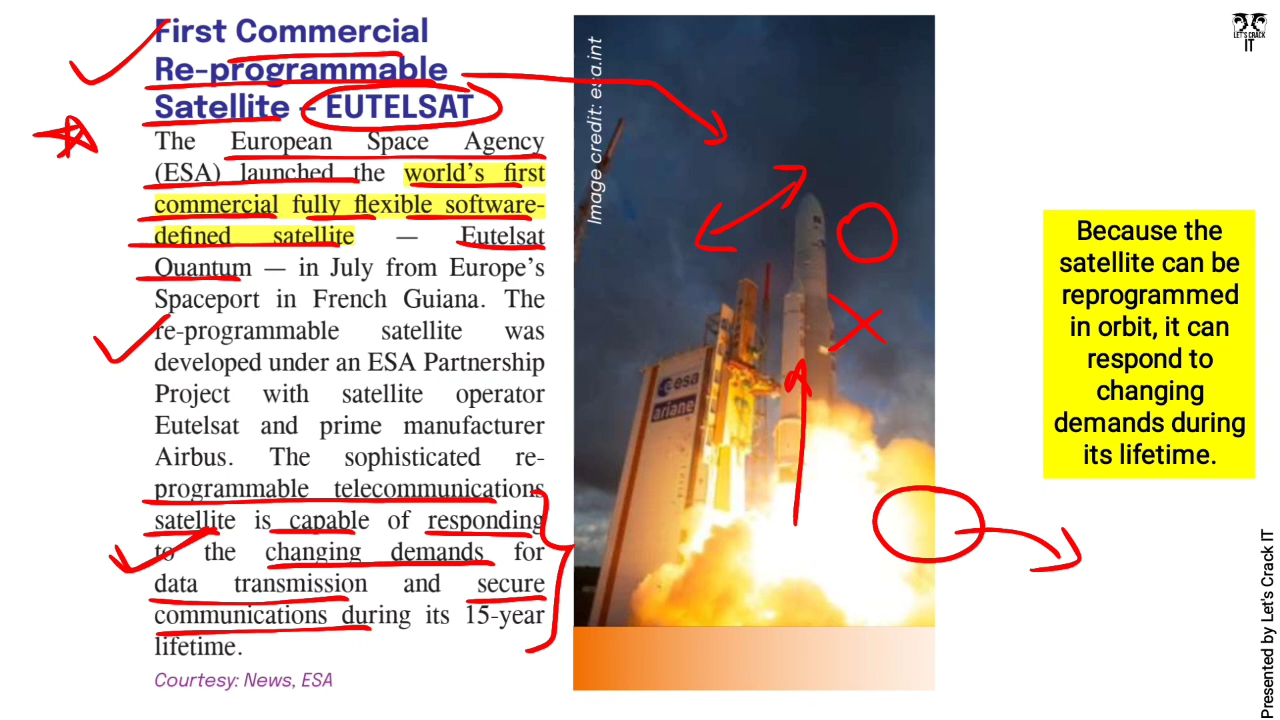 First Commercial
Re-programmable
Satellite – EUTELSAT
The European Space Agency
(ESA) launched the world's first
commercial fully flexible software-
defined satellite — Eutelsat
Quantum — in July from Europe's
Spaceport in French Guiana. The
re-programmable satellite was
developed under an ESA Partnership
Project with satellite operator
Eutelsat and prime manufacturer
Airbus. The sophisticated re-
programmable telecommunications
satellite is capable of responding
to the changing demands for
data transmission and secure
communications during its 15-year
lifetime.
Courtesy: News, ESA
Image credit: esa.int
esa
ariane
Because the
satellite can be
reprogrammed
in orbit, it can
respond to
changing
demands during
its lifetime.
LET'S CRACK
IT
Presented by Let's Crack IT